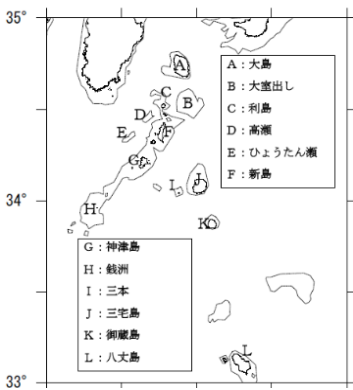 35°
A：大島
B：大室出し
C：利島
D：高瀬
E：ひょうたん瀬
F：新島
A
C
B
D
E
F
G
34°
I
J
H
K
G：神津島
H：銭洲
I：三本
J：三宅島
K：御蔵島
L：八丈島
L
33°